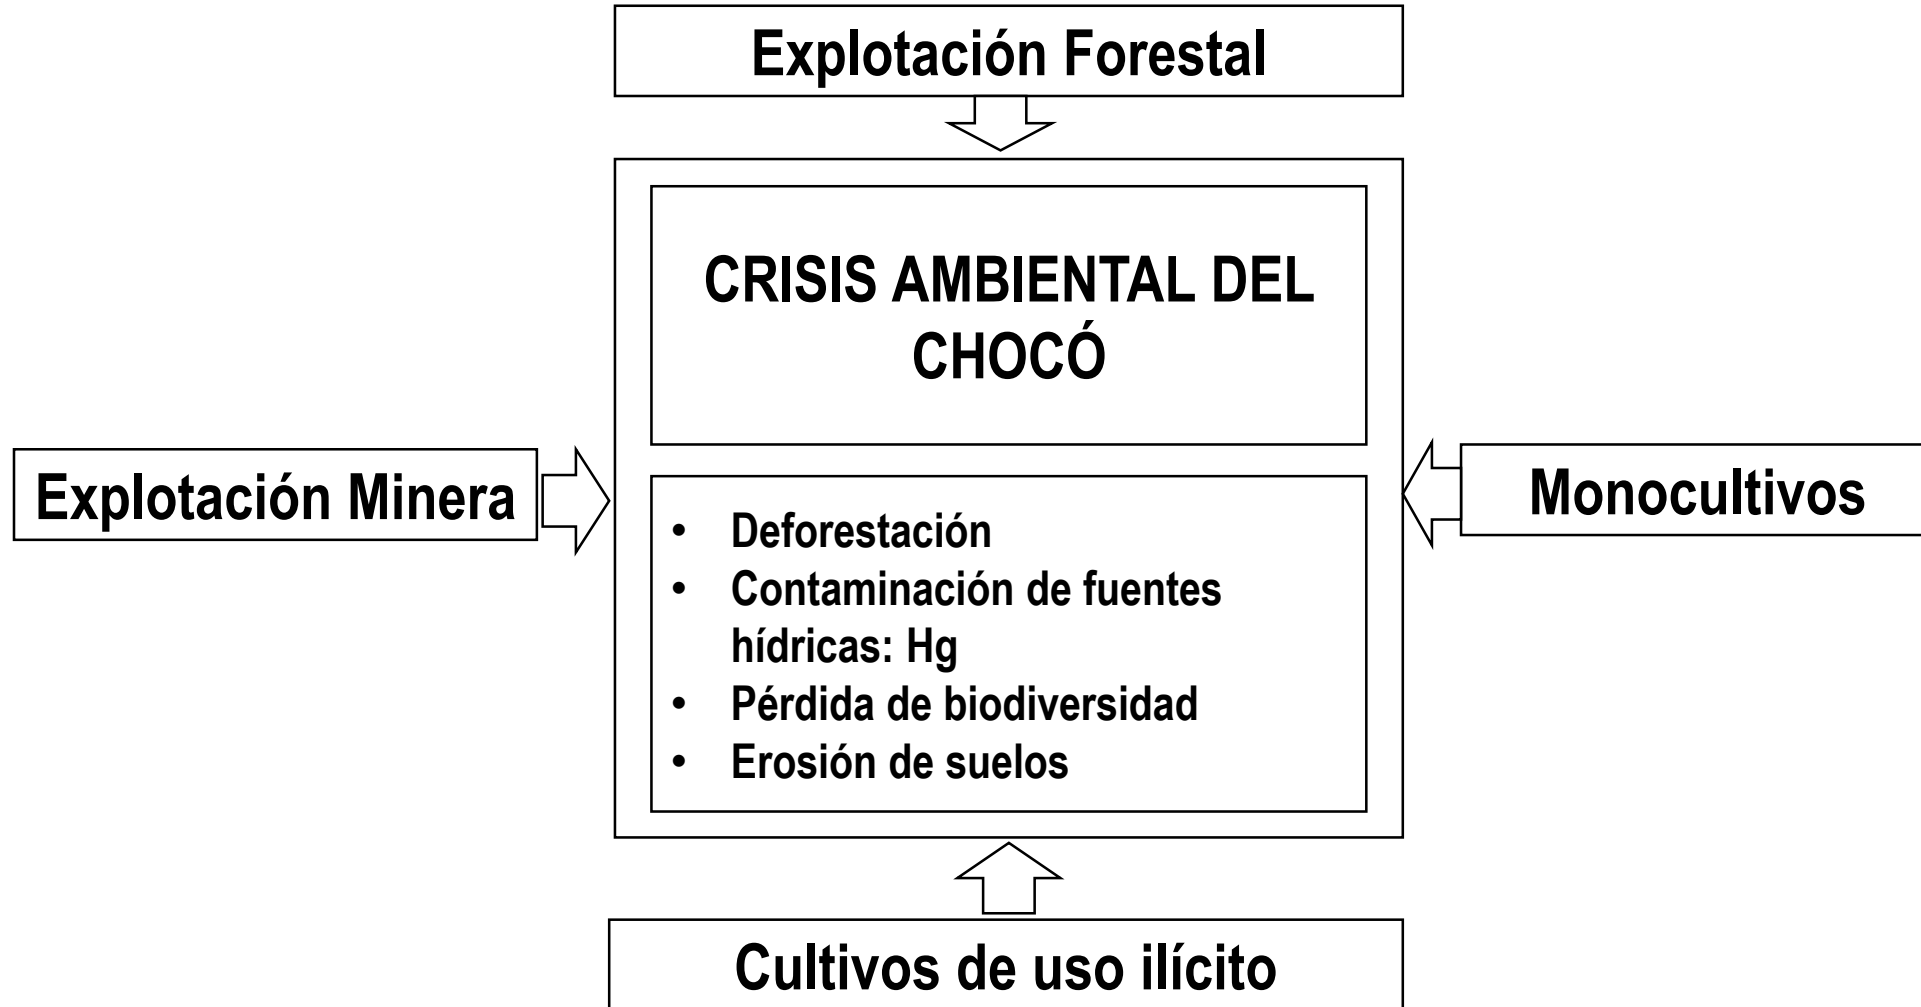 Explotación Forestal
CRISIS AMBIENTAL DEL
CHOCÓ
Explotación Minera
Monocultivos
• Deforestación
• Contaminación de fuentes
hídricas: Hg
• Pérdida de biodiversidad
• Erosión de suelos
Cultivos de uso ilícito